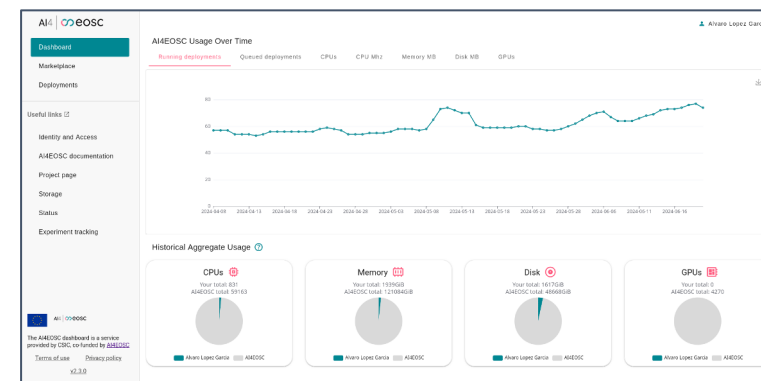 AI4 eosc
Alvaro Lopez Garc
Dashboard
Marketplace
Deployments
Useful links
Identity and Access
AI4EOSC documentation
Project page
Storage
Status
Experiment tracking
AI4 eosc
The AI4EOSC dashboard is a service
provided by CSIC, co-funded by AI4EOSC
Terms of use Privacy policy
v2.3.0
AI4EOSC Usage Over Time
Running deployments Queued deployments CPUs CPU Mhz Memory MB Disk MB GPUs
80
60
40
20
0
2024-04-08 2024-04-13 2024-04-18 2024-04-23 2024-04-28 2024-05-03 2024-05-08 2024-05-13 2024-05-18 2024-05-23 2024-05-28 2024-06-06 2024-06-11 2024-06-16
Historical Aggregate Usage
CPUs
Your total: 831
AI4EOSC total: 59163
Alvaro Lopez Garcia AI4EOSC
Memory
Your total: 1939GiB
AI4EOSC total: 121084GiB
Alvaro Lopez Garcia AI4EOSC
Disk
Your total: 1617GiB
AI4EOSC total: 48668GiB
Alvaro Lopez Garcia AI4EOSC
GPUs
Your total: 0
AI4EOSC total: 4270
Alvaro Lopez Garcia AI4EOSC